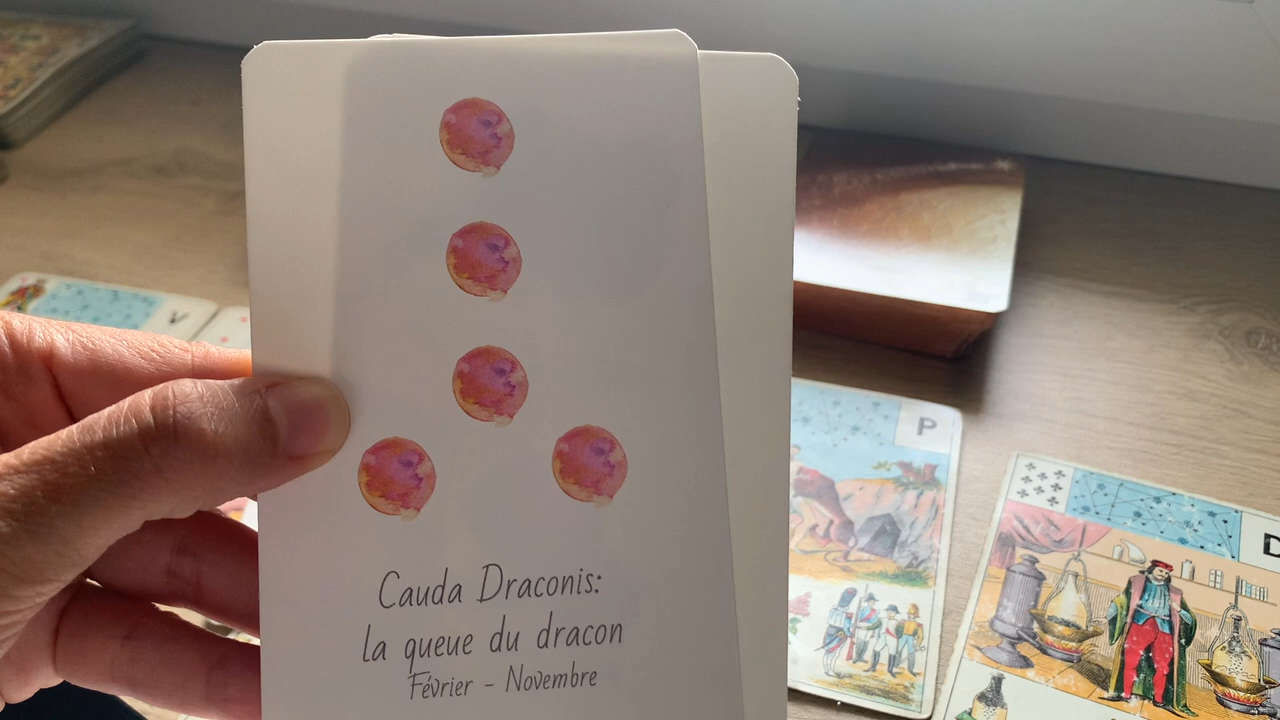 Cauda Draconis:
la queue du dracon
Février - Novembre
V
P
D